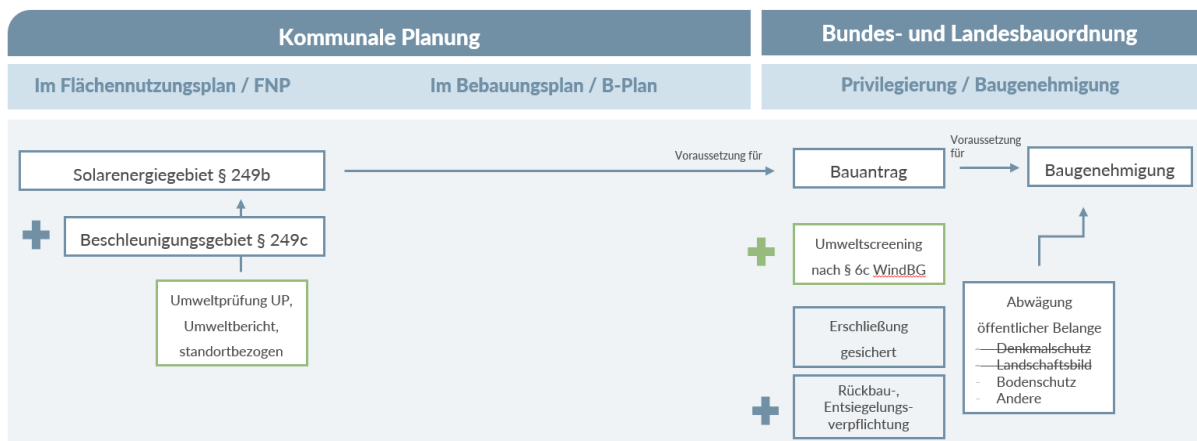 Kommunale Planung
Bundes- und Landesbauordnung
Im Flächennutzungsplan / FNP
Im Bebauungsplan / B-Plan
Privilegierung / Baugenehmigung
Solarenergiegebiet § 249b
Voraussetzung für
Bauantrag
Voraussetzung
für
Baugenehmigung
Beschleunigungsgebiet § 249c
Umweltprüfung UP,
Umweltbericht,
standortbezogen
Umweltscreening
nach § 6c WindBG
Erschließung
gesichert
Rückbau-,
Entsiegelungs-
verpflichtung
Abwägung
öffentlicher Belange
- Denkmalschutz
- Landschaftsbild
- Bodenschutz
- Andere